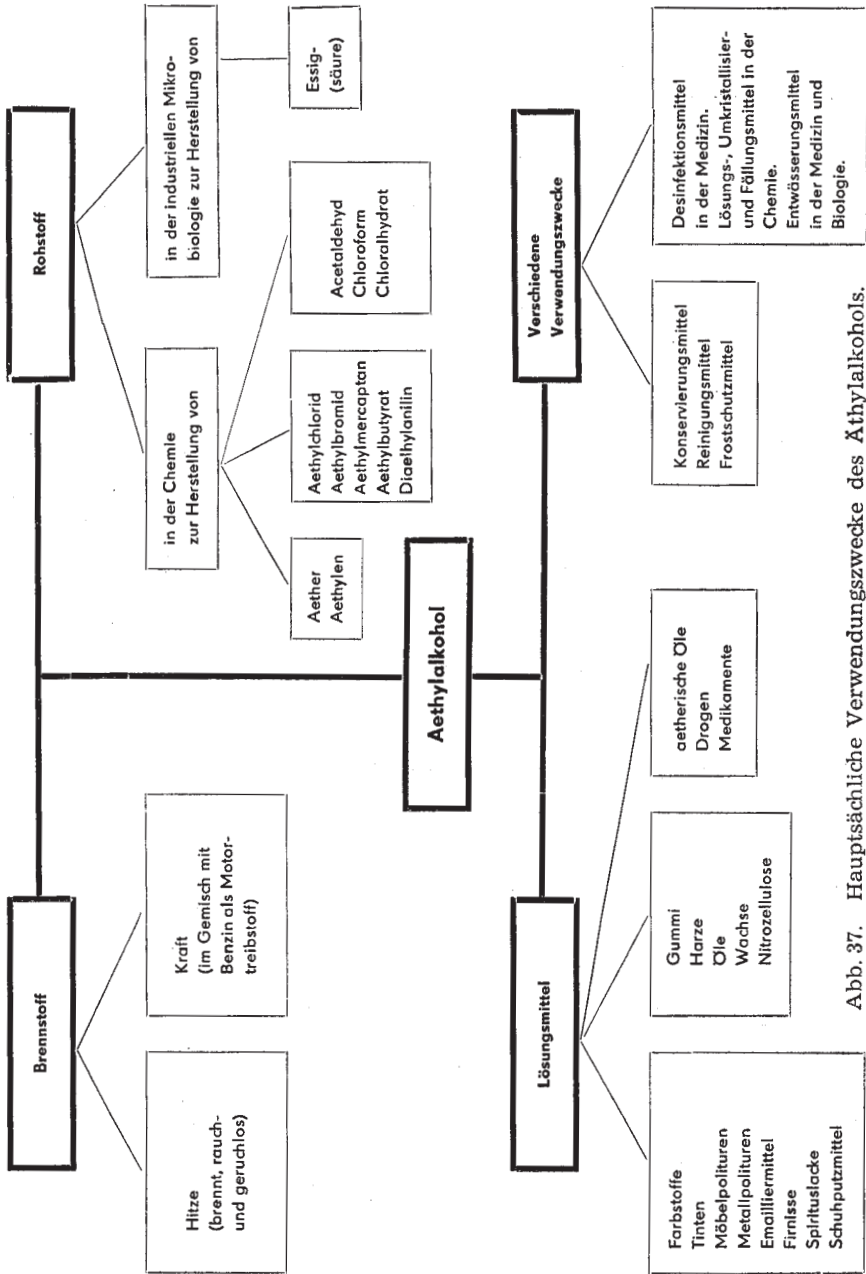 Brennstoff
Hitze
(brennt, rauch-
und geruchlos)
Kraft
(im Gemisch mit
Benzin als Motor-
treibstoff)
Rohstoff
in der Chemie
zur Herstellung von
Aether
Aethylen
Aethylchlorid
Aethylbromid
Aethylmercaptan
Aethylbutyrat
Diaelhylanilin
Acetaldehyd
Chloroform
Chloralhydrat
in der industriellen Mikro-
biologie zur Herstellung von
Essig-
(säure)
Aethylalkohol
Lösungsmittel
Farbstoffe
Tinten
Möbelpolituren
Metallpolituren
Emailliermittel
Firnisse
Spirituslacke
Schuhputzmittel
Gummi
Harze
Öle
Wachse
Nitrozellulose
aetherische Öle
Drogen
Medikamente
Verschiedene
Verwendungszwecke
Konservierungsmittel
Reinigungsmittel
Frostschutzmittel
Desinfektionsmittel
in der Medizin.
Lösungs-, Umkristallisier-
und Fällungsmittel in der
Chemie.
Entwässerungsmittel
in der Medizin und
Biologie.
Abb. 37. Hauptsächliche Verwendungszwecke des Äthylalkohols.